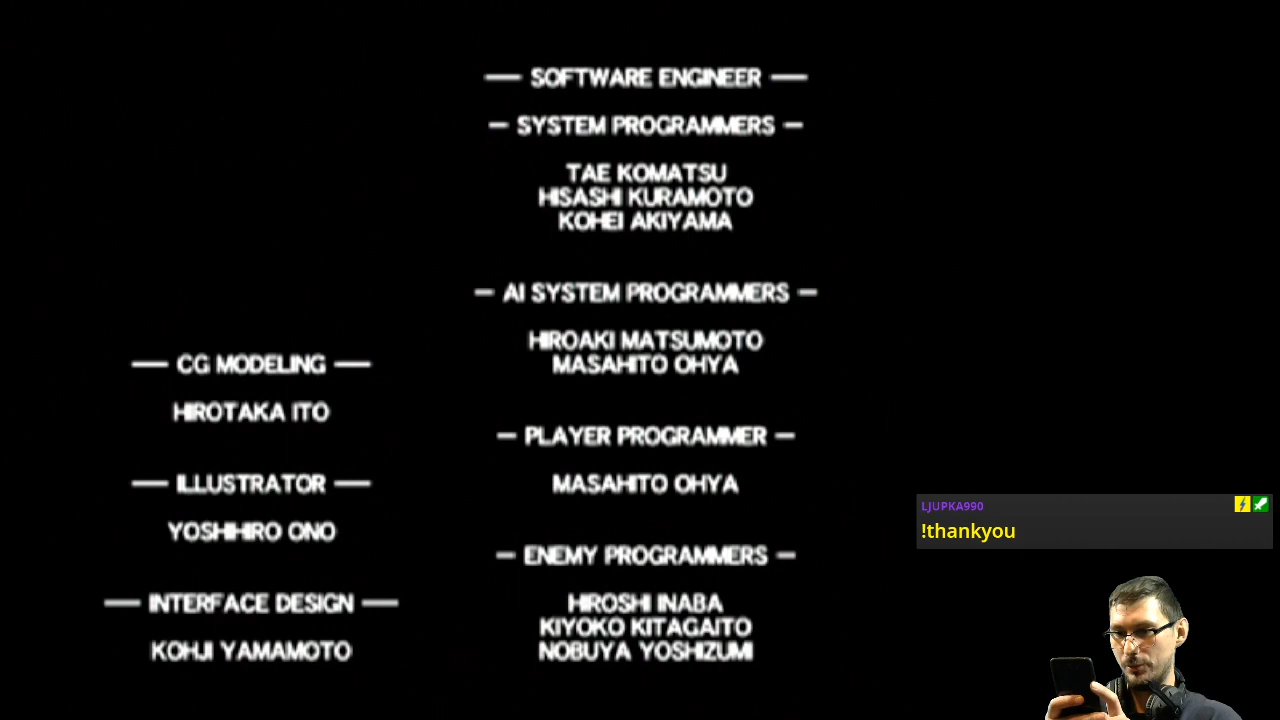 — SOFTWARE ENGINEER —
— SYSTEM PROGRAMMERS —
TAE KOMATSU
HISASHI KURAMOTO
KOHEI AKIYAMA
— AI SYSTEM PROGRAMMERS —
HIROAKI MATSUMOTO
MASAHITO OHYA
— PLAYER PROGRAMMER —
MASAHITO OHYA
— ENEMY PROGRAMMERS —
HIROSHI INABA
KIYOKO KITAGAITO
NOBUYA YOSHIZUMI
— CG MODELING —
HIROTAKA ITO
— ILLUSTRATOR —
YOSHIHIRO ONO
— INTERFACE DESIGN —
KOHJI YAMAMOTO
LJUPKA990
!thankyou